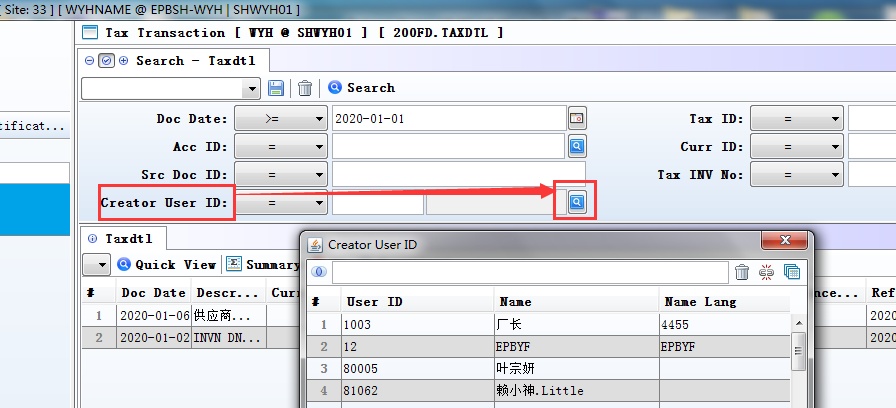 [ Site: 33 ] [ WYHNAME @ EPBSH-WYH | SHWYH01 ]
Tax Transaction [ WYH @ SHWYH01 ] [ 200FD.TAXDTL ]
Search - Taxdtl
Search
Doc Date: >= 2020-01-01 Tax ID: =
tificat... Acc ID: = Curr ID: =
Src Doc ID: = Tax INV No: =
Creator User ID: =
Taxdtl
Creator User ID
Quick View Summary
# Doc Date Descr... Curr
# User ID Name Name Lang
nce... Ref
1 2020-01-06 供应商... 2020
1 1003 厂长 4455
2 2020-01-02 INVN DN... 2020
2 12 EPBYF EPBYF
3 80005 叶宗妍
4 81062 赖小神.Little